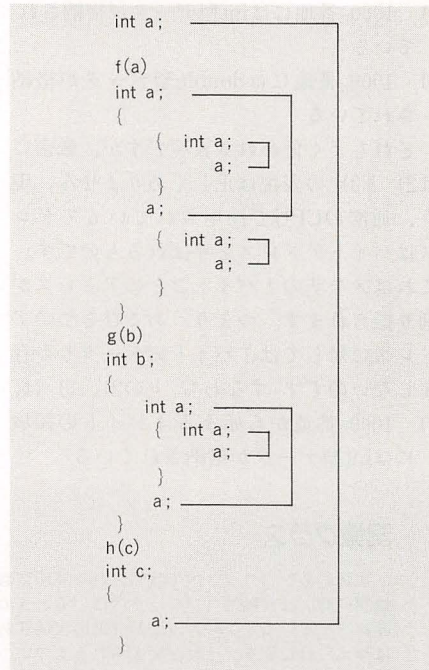 int a;
f(a)
int a;
{
{ int a;
a;
}
a;
{ int a;
a;
}
}
g(b)
int b;
{
int a;
{ int a;
a;
}
a;
}
h(c)
int c;
{
a;
}